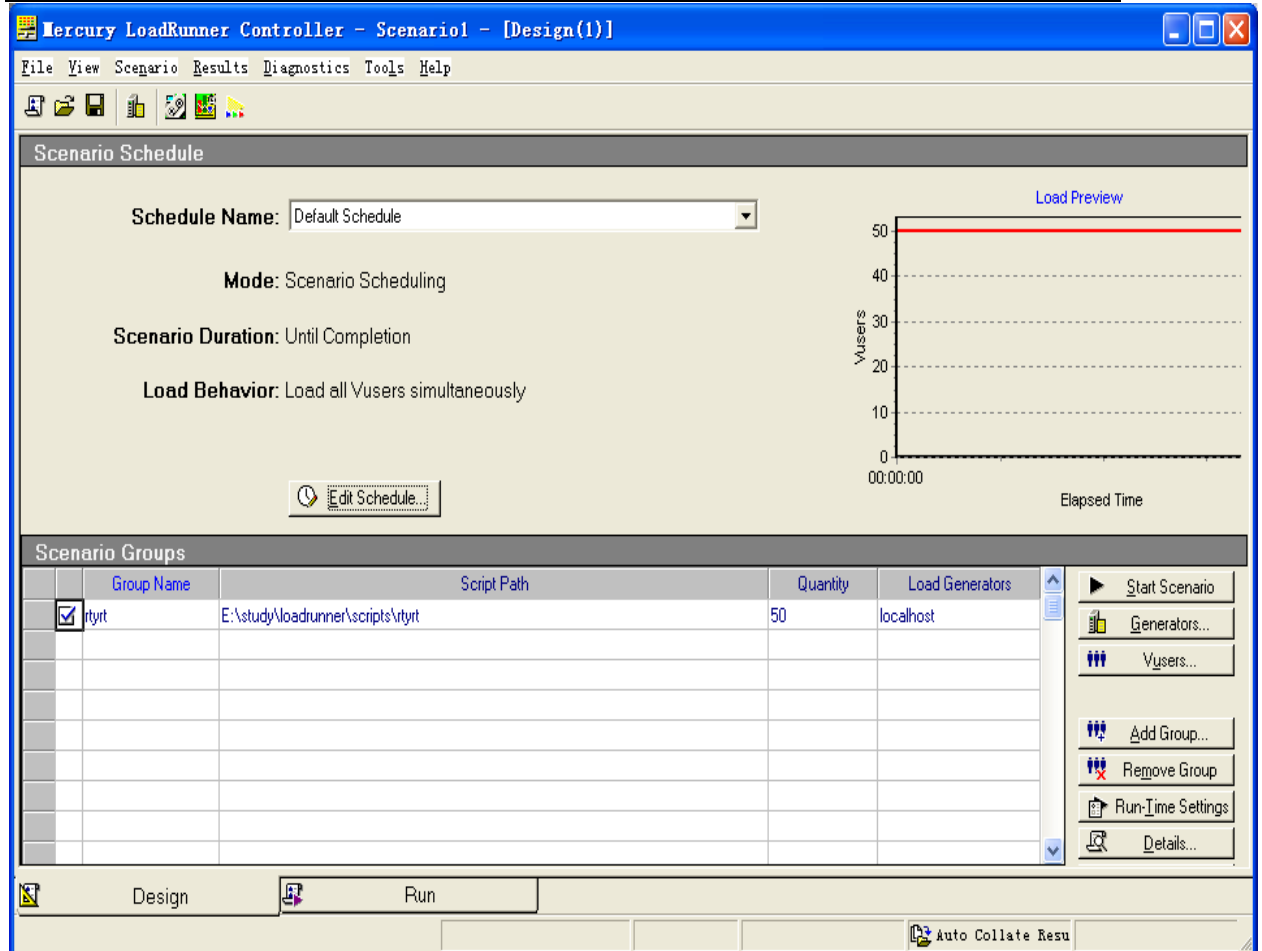 Mercury LoadRunner Controller - Scenario1 - [Design(1)]
File View Scenario Results Diagnostics Tools Help
Scenario Schedule
Schedule Name: Default Schedule
Mode: Scenario Scheduling
Scenario Duration: Until Completion
Load Behavior: Load all Vusers simultaneously
Edit Schedule...
Load Preview
50
40
30
20
10
0
Vusers
00:00:00
Elapsed Time
Scenario Groups
Group Name Script Path Quantity Load Generators
rtyrt E:\study\loadrunner\scripts\rtyrt 50 localhost
Start Scenario
Generators...
Vusers...
Add Group...
Remove Group
Run-Time Settings
Details...
Design Run
Auto Collate Resu